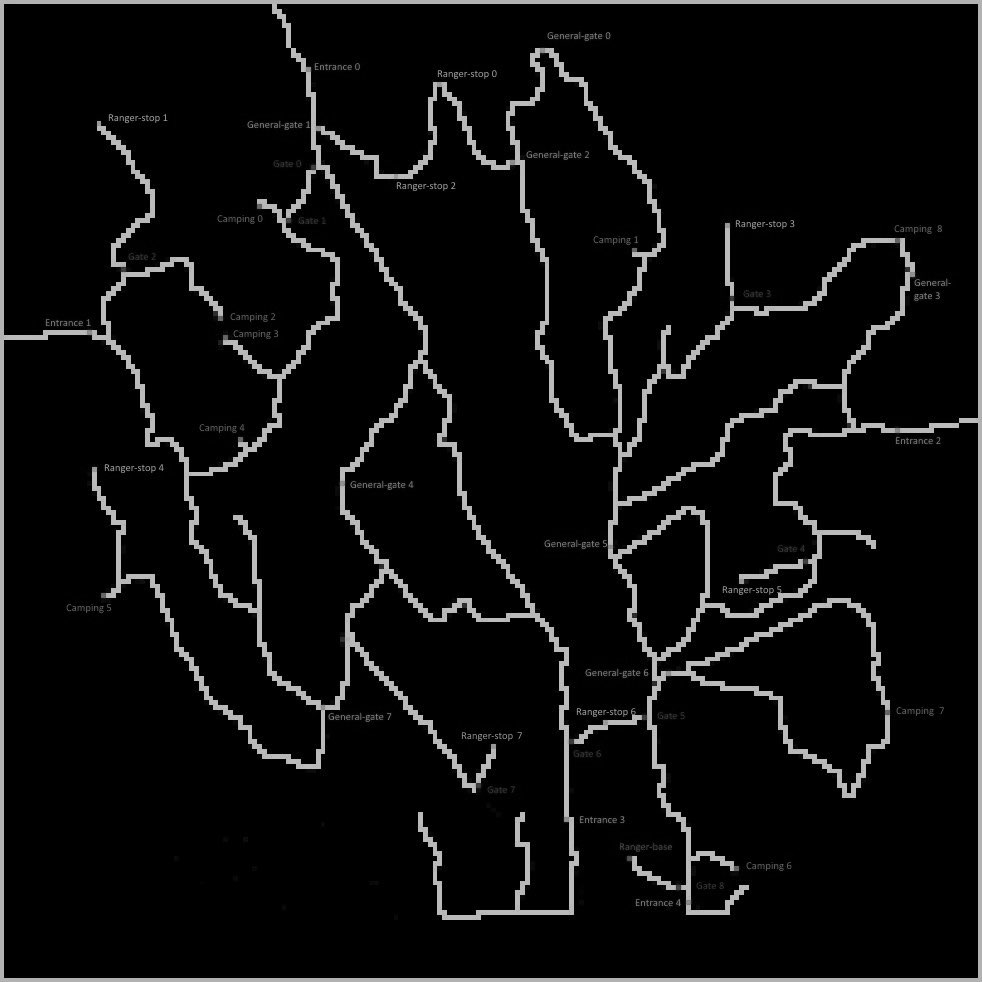 General-gate 0
Entrance 0
Ranger-stop 0
Ranger-stop 1
General-gate 1
General-gate 2
Gate 0
Ranger-stop 2
Camping 0
Gate 1
Ranger-stop 3
Camping 8
Camping 1
Gate 2
General-
gate 3
Gate 3
Camping 2
Entrance 1
Camping 3
Camping 4
Entrance 2
Ranger-stop 4
General-gate 4
General-gate 5
Gate 4
Ranger-stop 5
Camping 5
General-gate 6
Ranger-stop 6
Gate 5
Camping 7
General-gate 7
Ranger-stop 7
Gate 6
Gate 7
Entrance 3
Ranger-base
Camping 6
Gate 8
Entrance 4